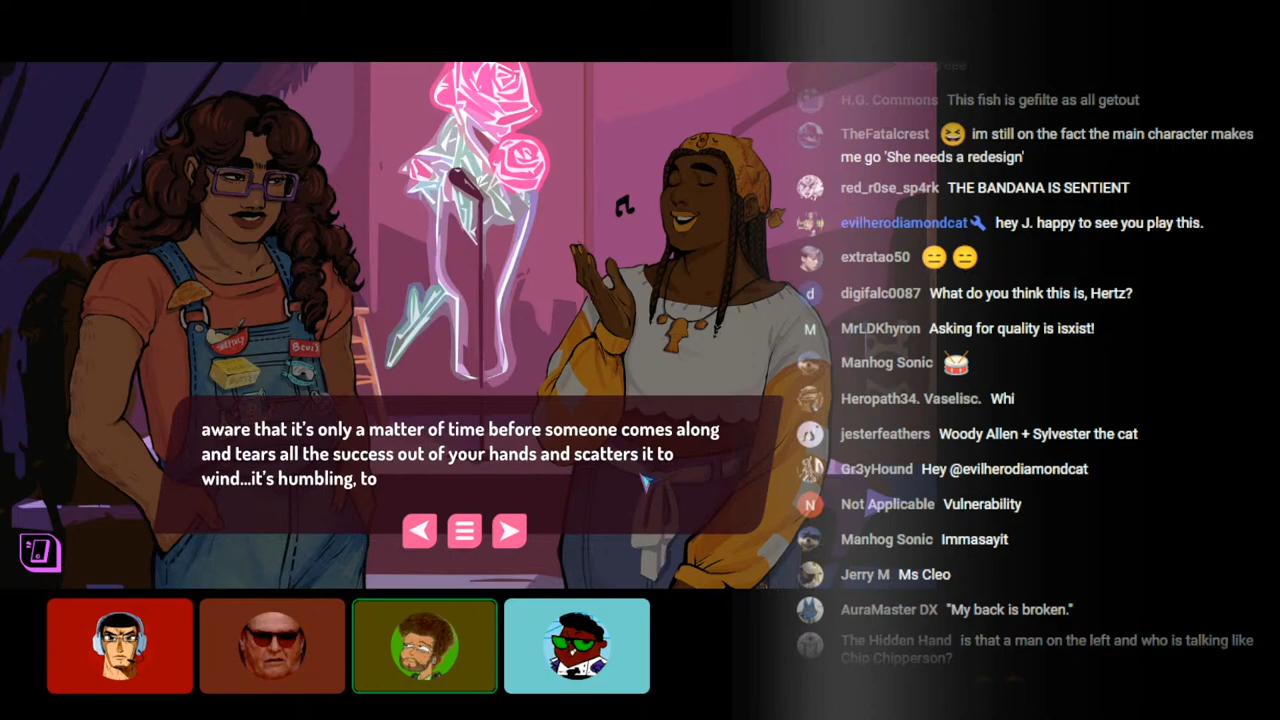 H.G. Commons This fish is gefilte as all getout
TheFatalcrest 😆 im still on the fact the main character makes
me go 'She needs a redesign'
red_r0se_sp4rk THE BANDANA IS SENTIENT
evilherodiamondcat hey J. happy to see you play this.
extratao50 😑 😑
d digifalc0087 What do you think this is, Hertz?
M MrLDKhyron Asking for quality is isxist!
Manhog Sonic 🥁
Heropath34. Vaselisc. Whi
jesterfeathers Woody Allen + Sylvester the cat
Gr3yH0und Hey @evilherodiamondcat
N Not Applicable Vulnerability
Manhog Sonic Immasayit
Jerry M Ms Cleo
AuraMaster DX "My back is broken."
The Hidden Hand is that a man on the left and who is talking like
Chip Chipperson?
aware that it's only a matter of time before someone comes along
and tears all the success out of your hands and scatters it to
wind...it's humbling, to